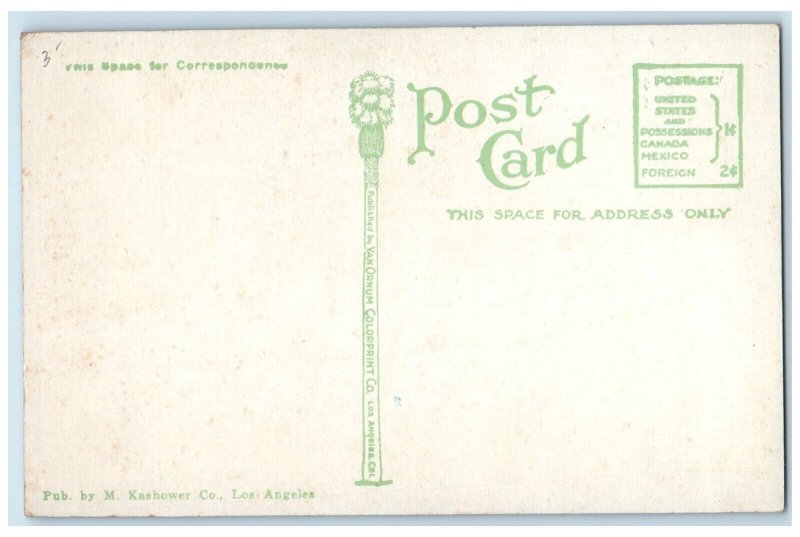 3
This Space for Correspondence
Post
Card
POSTAGE:
UNITED
STATES
AND
POSSESSIONS
CANADA
MEXICO
1¢
FOREIGN 2¢
THIS SPACE FOR ADDRESS ONLY
Published by VAN ORNUM COLORPRINT CO. LOS ANGELES, CAL
Pub. by M. Kashower Co., Los Angeles